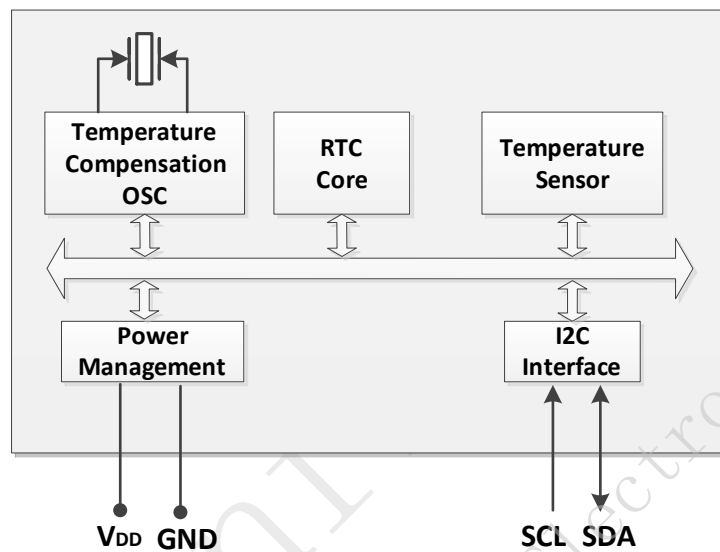 Temperature
Compensation
OSC
RTC
Core
Temperature
Sensor
Power
Management
I2C
Interface
VDD
GND
SCL
SDA